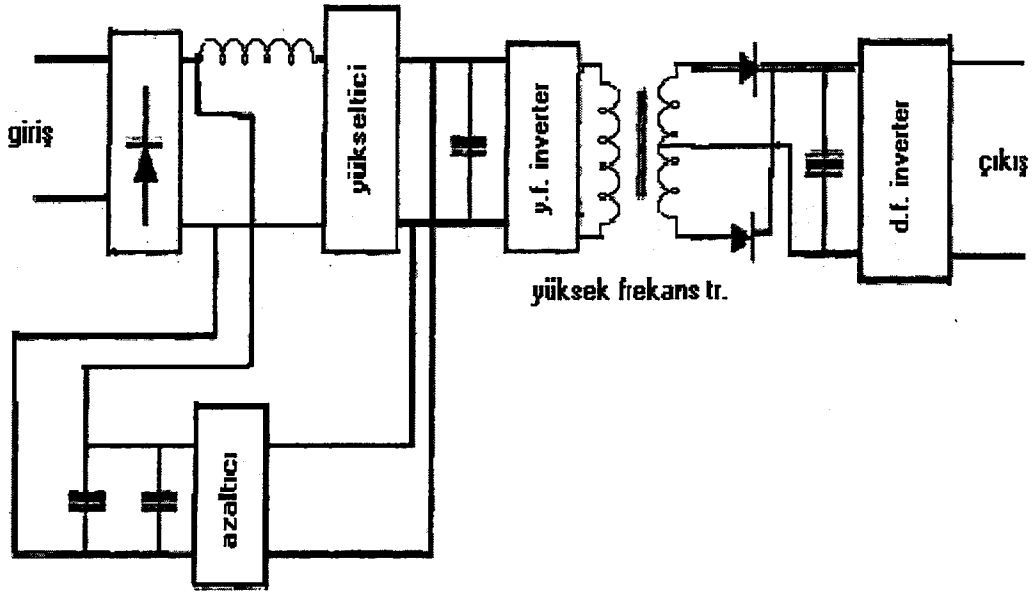 giriş
yükseltici
y.f. inverter
d.f. inverter
çıkış
yüksek frekans tr.
azaltıcı